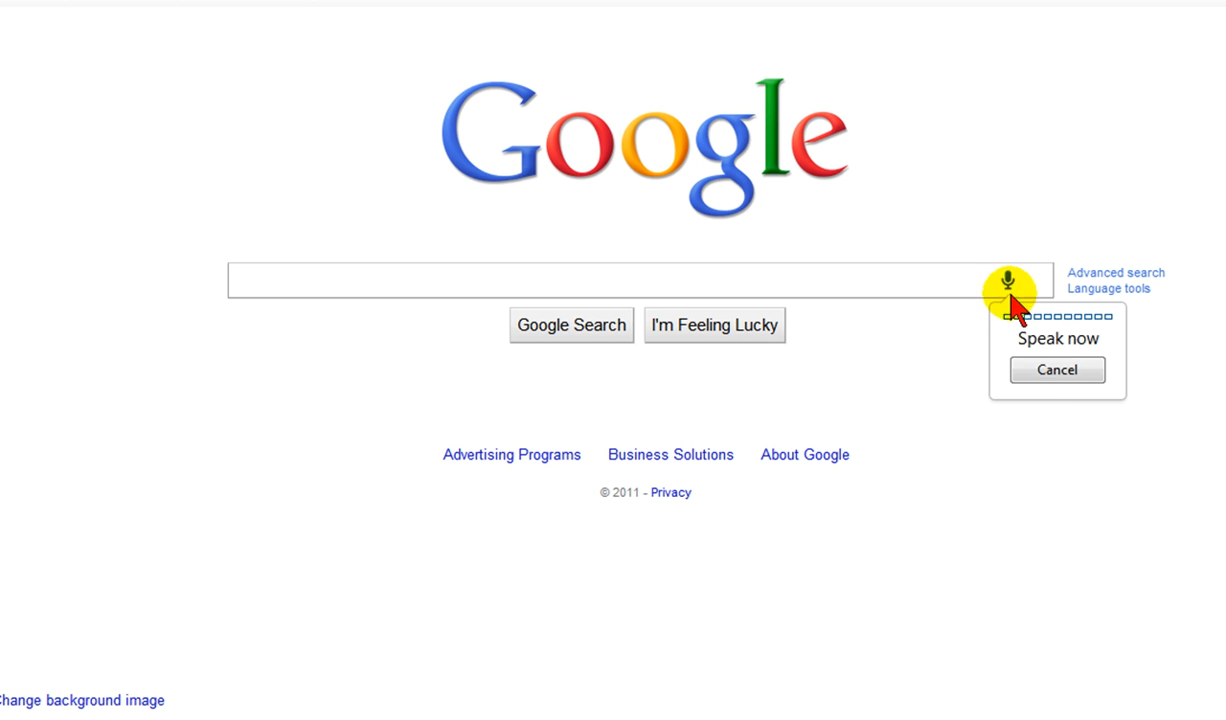 Google
Advanced search
Language tools
Google Search I'm Feeling Lucky
Speak now
Cancel
Advertising Programs Business Solutions About Google
© 2011 - Privacy
hange background image